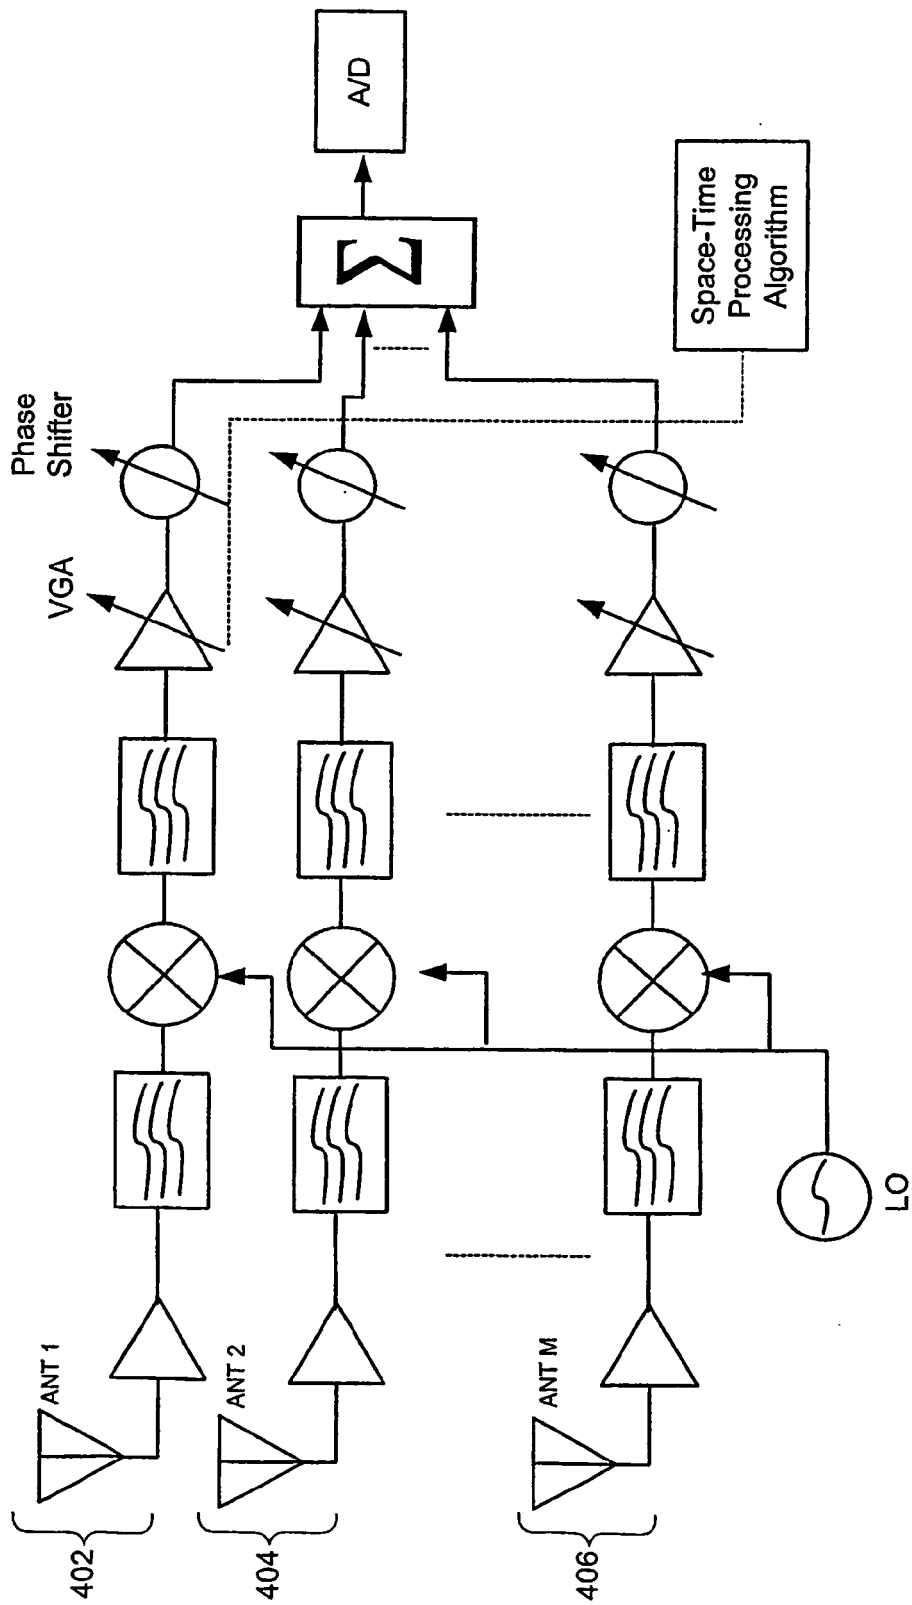 402
ANT 1
VGA
Phase
Shifter
404
ANT 2
Σ
A/D
406
ANT M
LO
Space-Time
Processing
Algorithm